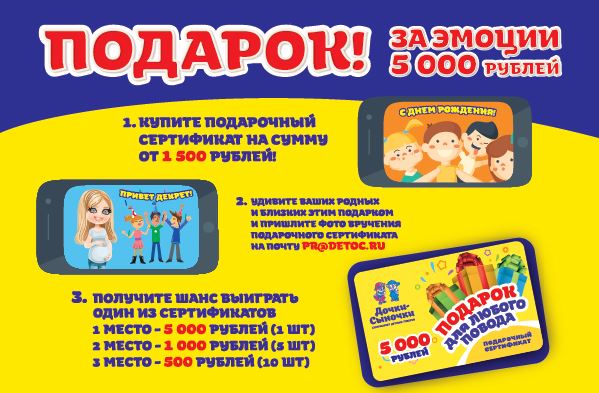 ПОДАРОК!
ЗА ЭМОЦИИ
5 000 РУБЛЕЙ
1. КУПИТЕ ПОДАРОЧНЫЙ
СЕРТИФИКАТ НА СУММУ
ОТ 1 500 РУБЛЕЙ!
С ДНЕМ РОЖДЕНИЯ!
ПРИВЕТ ДЕКРЕТ!
2. УДИВИТЕ ВАШИХ РОДНЫХ
И БЛИЗКИХ ЭТИМ ПОДАРКОМ
И ПРИШЛИТЕ ФОТО ВРУЧЕНИЯ
ПОДАРОЧНОГО СЕРТИФИКАТА
НА ПОЧТУ PR@DETOC.RU
3. ПОЛУЧИТЕ ШАНС ВЫИГРАТЬ
ОДИН ИЗ СЕРТИФИКАТОВ
1 МЕСТО - 5 000 РУБЛЕЙ (1 ШТ)
2 МЕСТО - 1 000 РУБЛЕЙ (5 ШТ)
3 МЕСТО - 500 РУБЛЕЙ (10 ШТ)
Дочки-
Сыночки
5 000
РУБЛЕЙ
ПОДАРОК
ДЛЯ ЛЮБОГО
ПОВОДА
ПОДАРОЧНЫЙ
СЕРТИФИКАТ